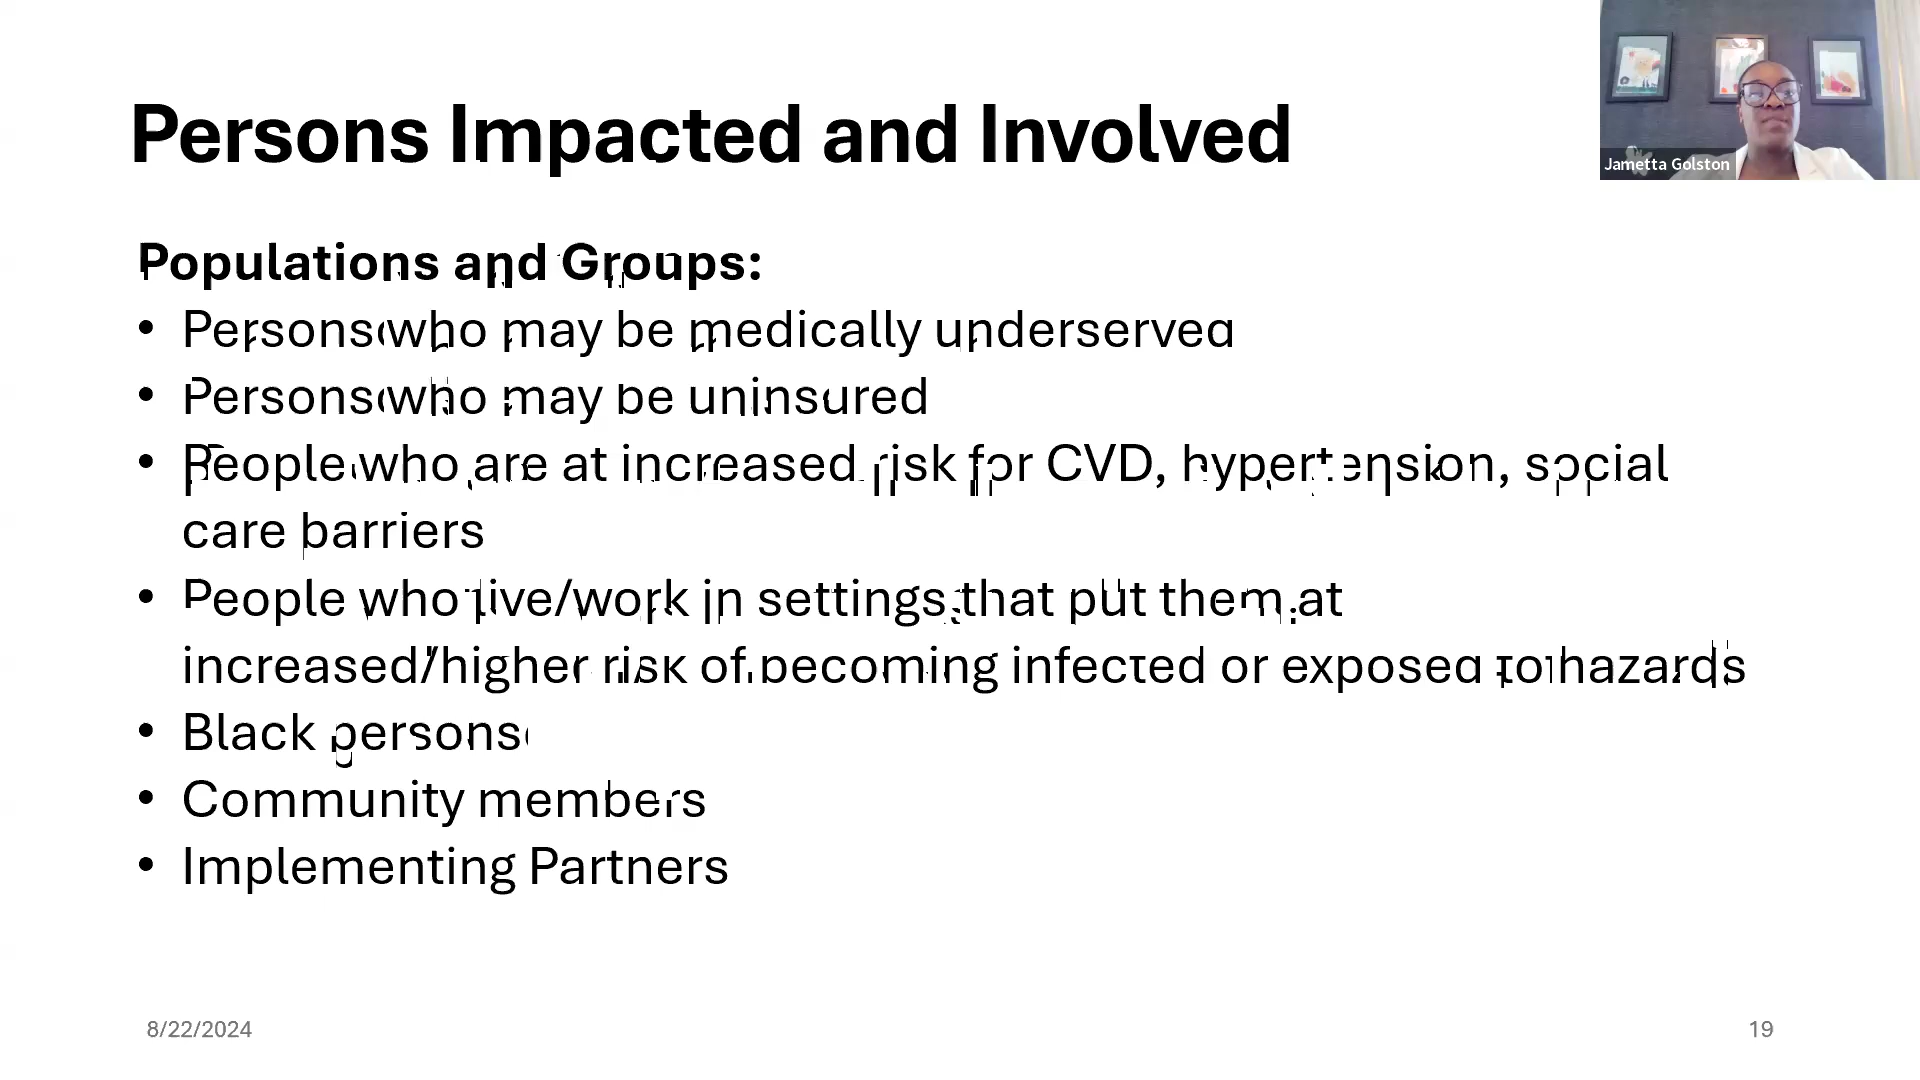 Persons Impacted and Involved
Jametta Golston
Populations and Groups:
• Persons who may be medically underserved
• Persons who may be uninsured
• People who are at increased risk for CVD, hypertension, social
care barriers
• People who live/work in settings that put them at
increased/higher risk of becoming infected or exposed to hazards
• Black persons
• Community members
• Implementing Partners
8/22/2024
19